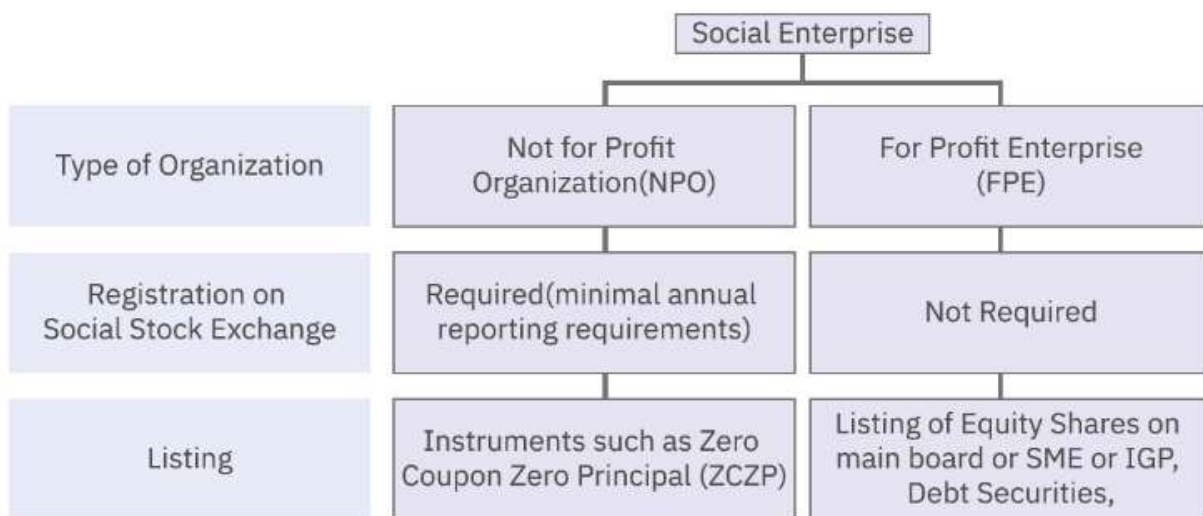 Social Enterprise
Type of Organization
Not for Profit
Organization(NPO)
For Profit Enterprise
(FPE)
Registration on
Social Stock Exchange
Required(minimal annual
reporting requirements)
Not Required
Listing
Instruments such as Zero
Coupon Zero Principal (ZCZP)
Listing of Equity Shares on
main board or SME or IGP,
Debt Securities,